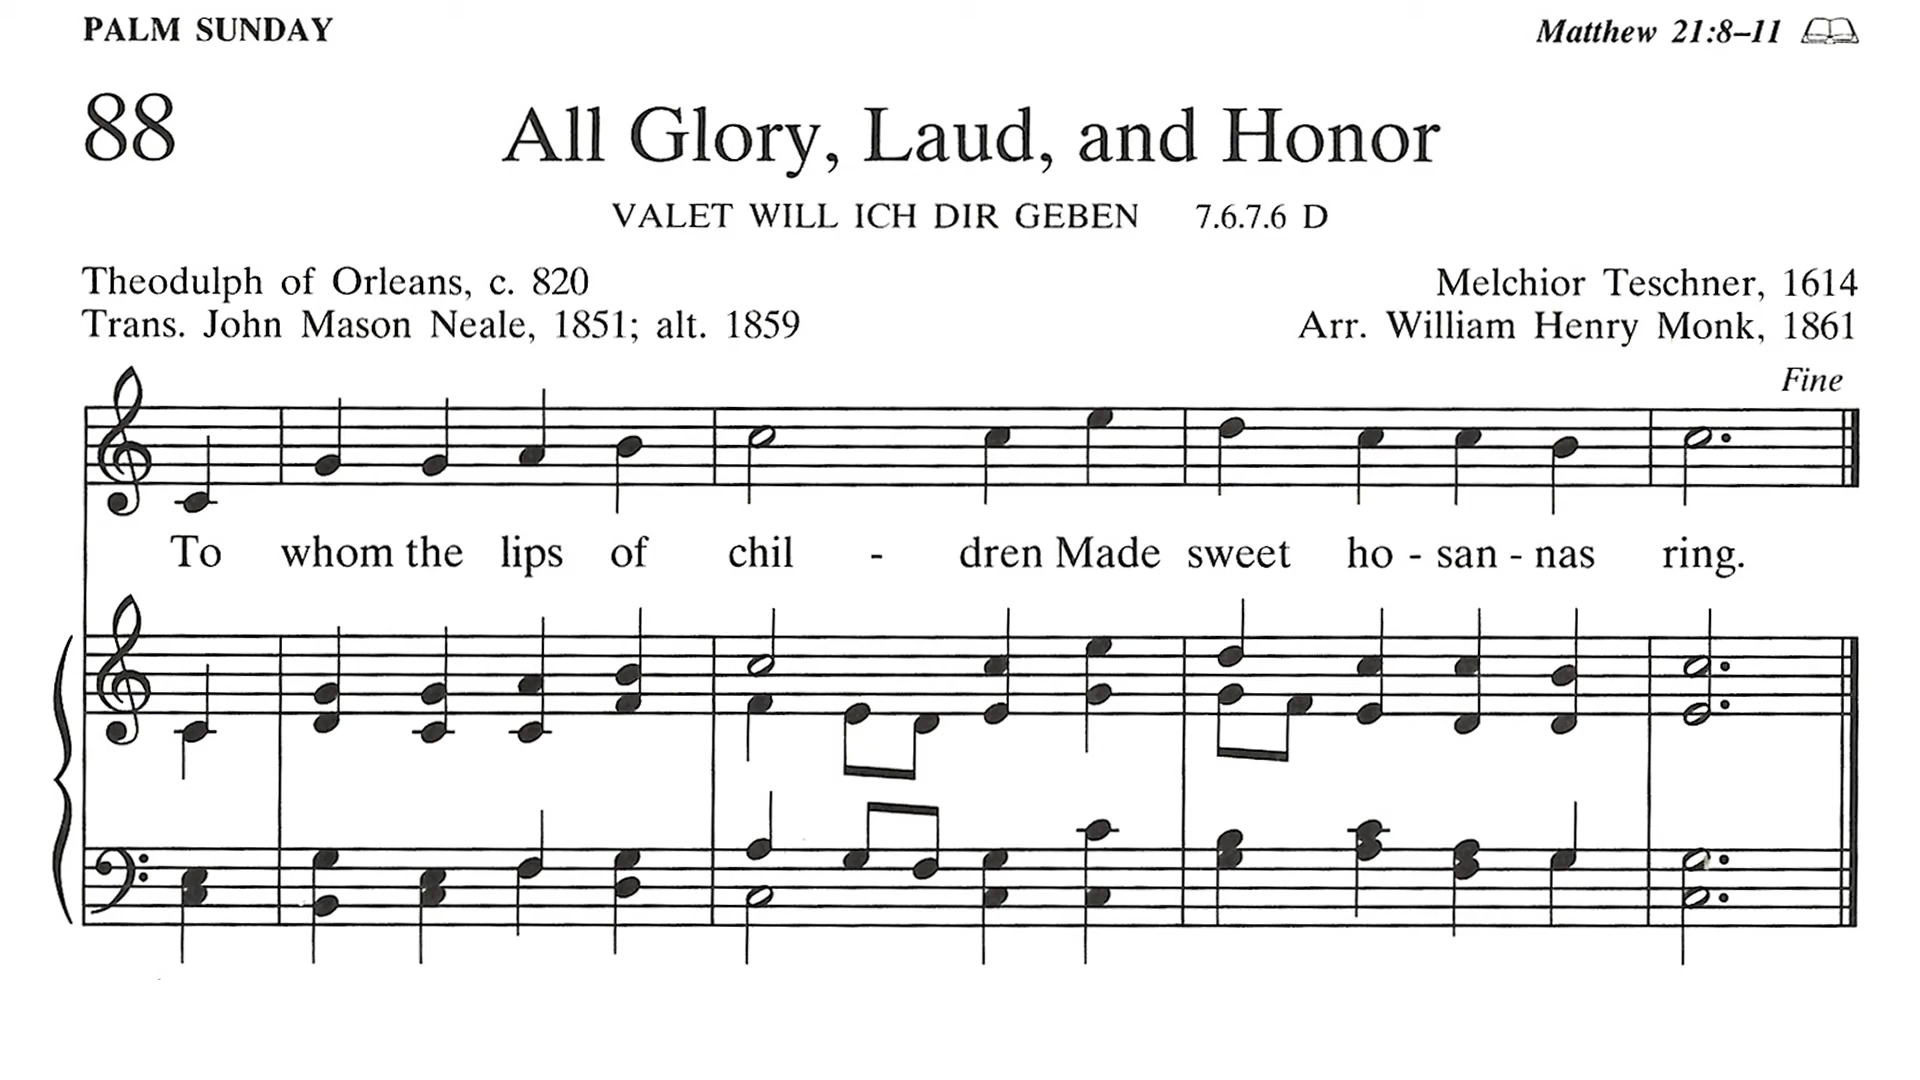 PALM SUNDAY
Matthew 21:8–11
88
All Glory, Laud, and Honor
VALET WILL ICH DIR GEBEN 7.6.7.6 D
Theodulph of Orleans, c. 820
Trans. John Mason Neale, 1851; alt. 1859
Melchior Teschner, 1614
Arr. William Henry Monk, 1861
Fine
To whom the lips of chil - dren Made sweet ho - san - nas ring.